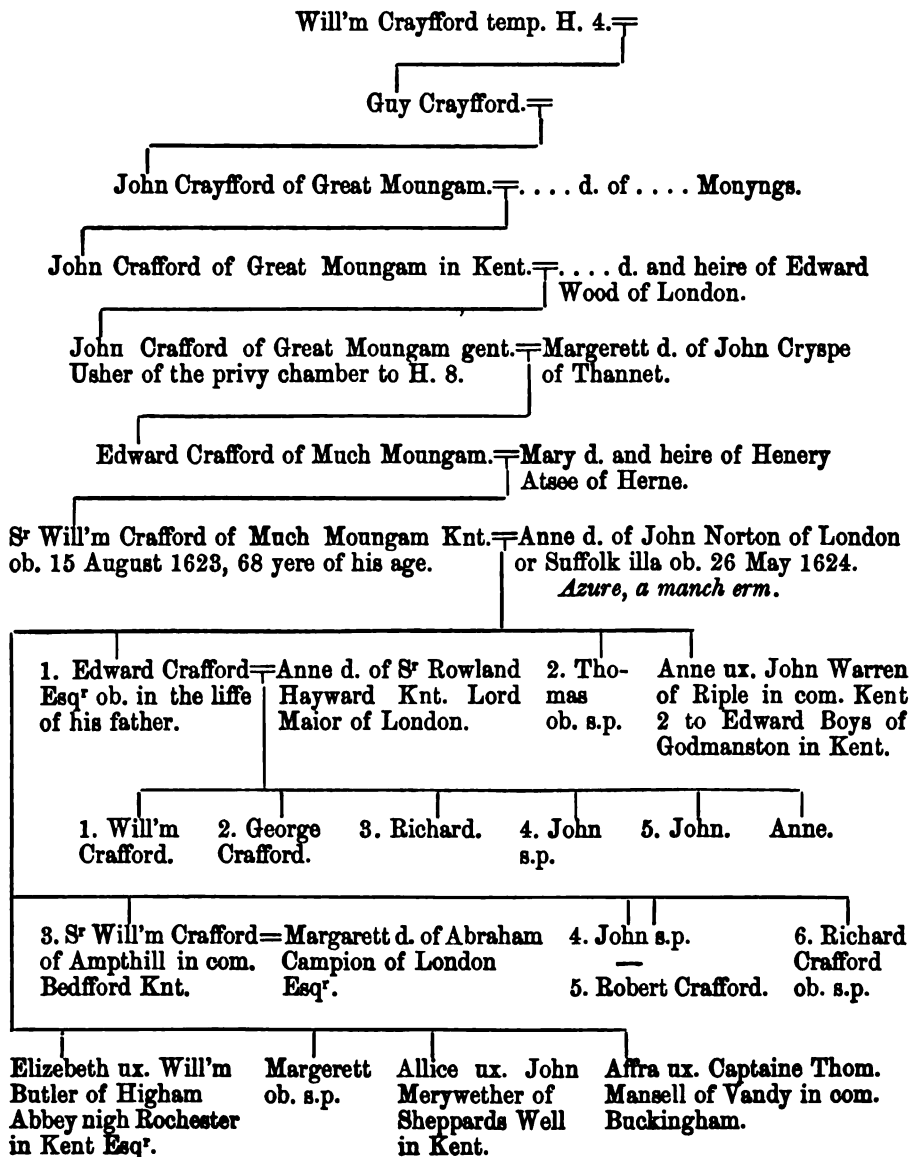 Will'm Crayfford temp. H. 4.
Guy Crayfford.
John Crayfford of Great Moungam. . . . . d. of . . . . Monyngs.
John Crafford of Great Moungam in Kent. . . . . d. and heire of Edward
Wood of London.
John Crafford of Great Moungam gent.
Usher of the privy chamber to H. 8.
Margerett d. of John Cryspe
of Thannet.
Edward Crafford of Much Moungam.
Mary d. and heire of Henery
Atsee of Herne.
Sʳ Will'm Crafford of Much Moungam Knt.
ob. 15 August 1623, 68 yere of his age.
Anne d. of John Norton of London
or Suffolk illa ob. 26 May 1624.
Azure, a manch erm.
1. Edward Crafford
Esqʳ ob. in the liffe
of his father.
Anne d. of Sʳ Rowland
Hayward Knt. Lord
Maior of London.
2. Tho-
mas
ob. s.p.
Anne ux. John Warren
of Riple in com. Kent
2 to Edward Boys of
Godmanston in Kent.
1. Will'm
Crafford.
2. George
Crafford.
3. Richard.
4. John
s.p.
5. John.
Anne.
3. Sʳ Will'm Crafford
of Ampthill in com.
Bedfford Knt.
Margarett d. of Abraham
Campion of London
Esqʳ.
4. John s.p.
5. Robert Crafford.
6. Richard
Crafford
ob. s.p.
Elizebeth ux. Will'm
Butler of Higham
Abbey nigh Rochester
in Kent Esqʳ.
Margerett
ob. s.p.
Allice ux. John
Merywether of
Sheppards Well
in Kent.
Affra ux. Captaine Thom.
Mansell of Vandy in com.
Buckingham.